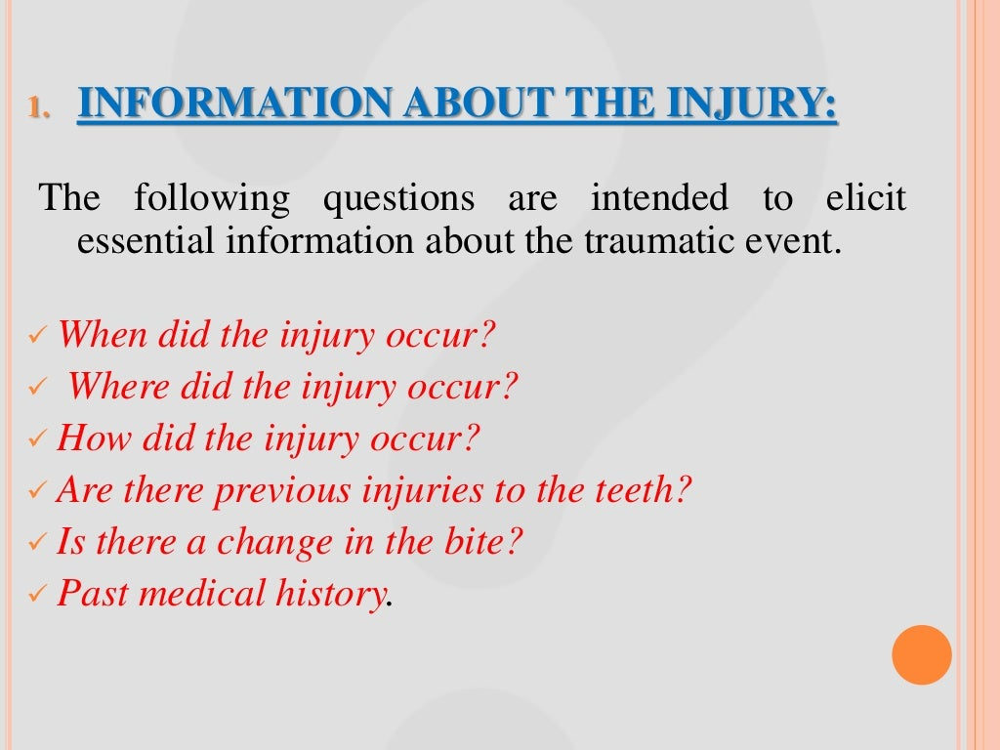 1. INFORMATION ABOUT THE INJURY:
The following questions are intended to elicit
essential information about the traumatic event.
✓ When did the injury occur?
✓ Where did the injury occur?
✓ How did the injury occur?
✓ Are there previous injuries to the teeth?
✓ Is there a change in the bite?
✓ Past medical history.